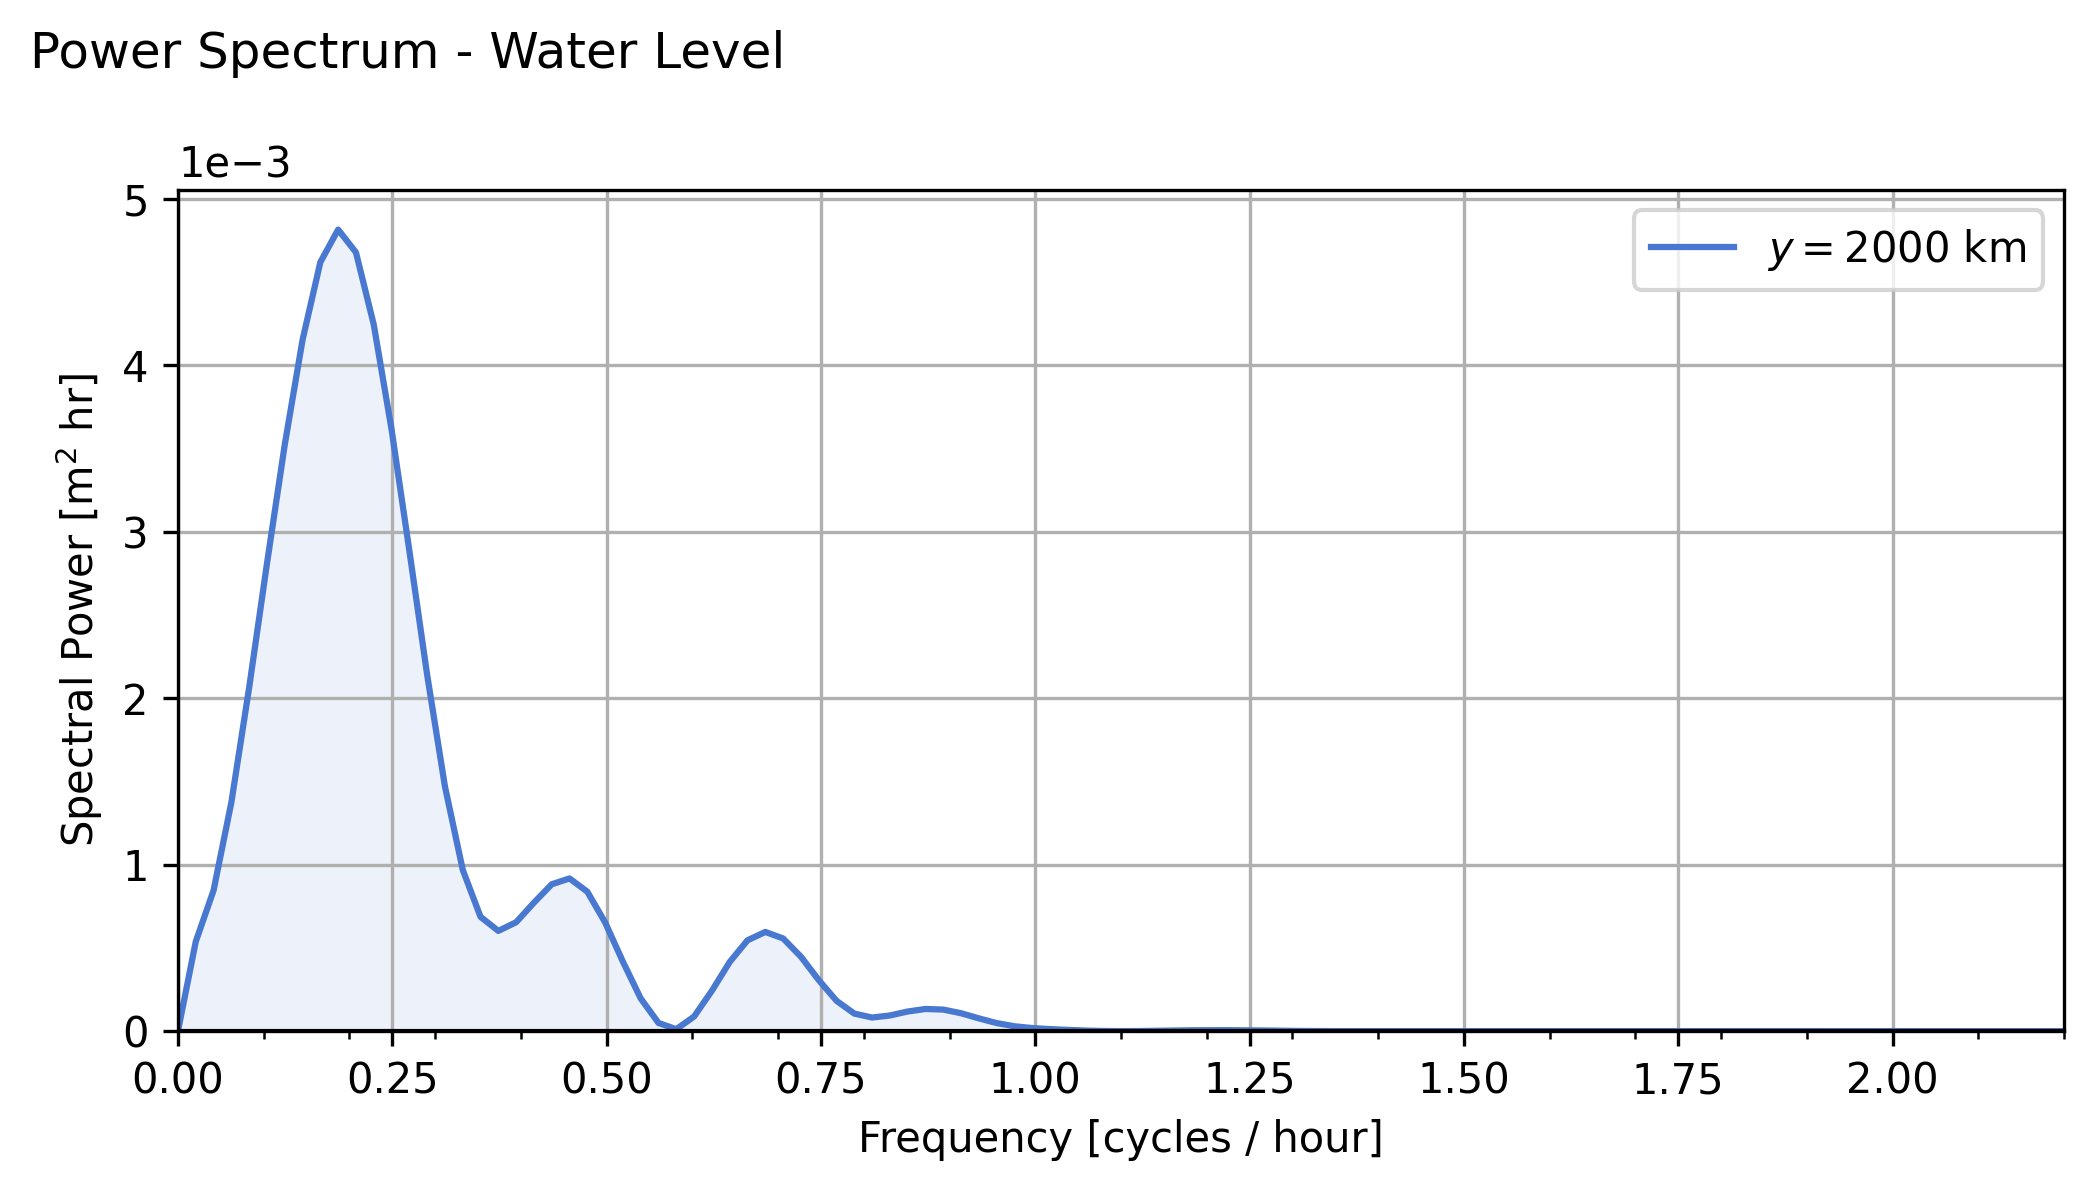 Power Spectrum - Water Level
1e−3
5
4
3
2
1
0
Spectral Power [m² hr]
y = 2000 km
0.00 0.25 0.50 0.75 1.00 1.25 1.50 1.75 2.00
Frequency [cycles / hour]